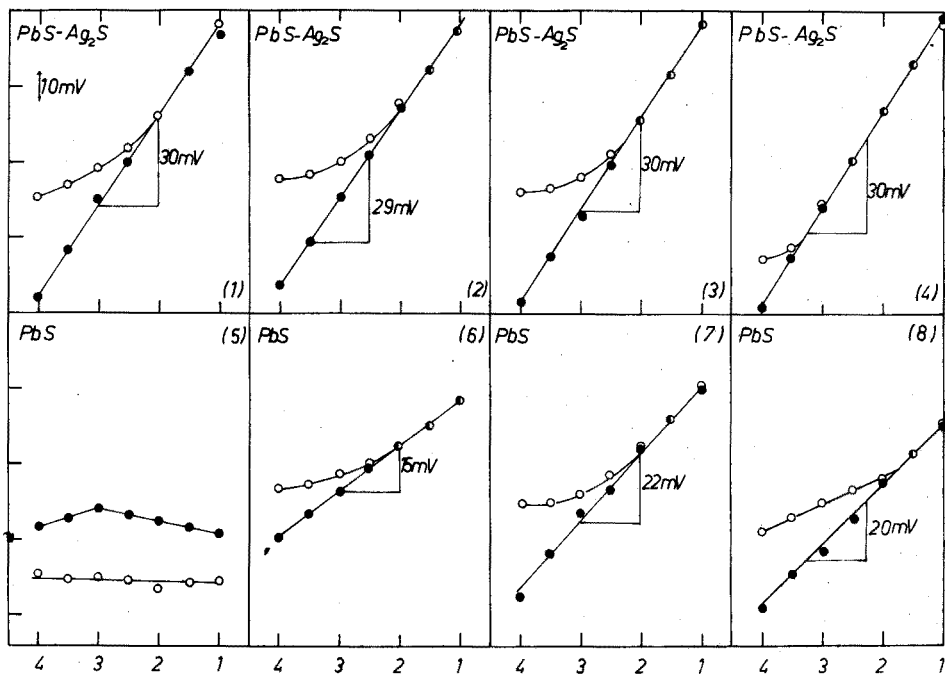 PbS-Ag₂S
PbS-Ag₂S
PbS-Ag₂S
PbS-Ag₂S
10mV
30mV
29mV
30mV
30mV
(1)
(2)
(3)
(4)
PbS
(5)
PbS
(6)
PbS
(7)
PbS
(8)
15mV
22mV
20mV
4 3 2 1
4 3 2 1
4 3 2 1
4 3 2 1